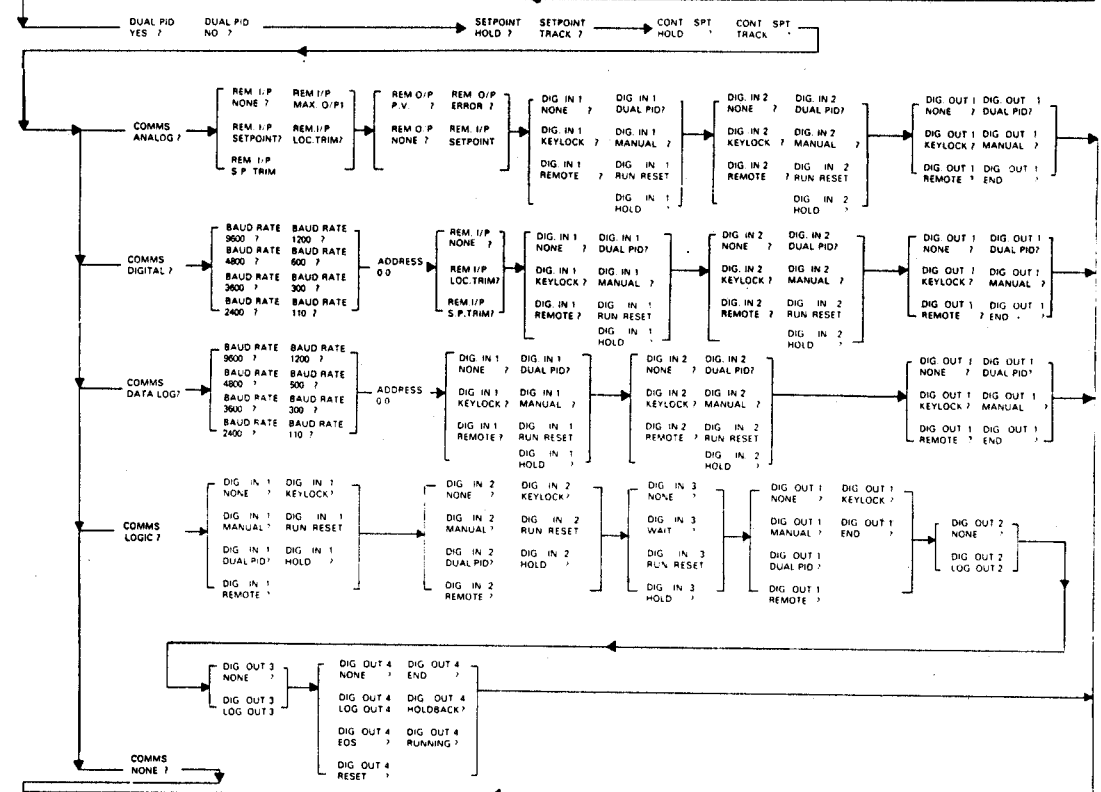 DUAL PID DUAL PID SETPOINT SETPOINT CONT SPT CONT SPT
YES ? NO ? HOLD ? TRACK ? HOLD ? TRACK ?
COMMS
ANALOG ?
REM I/P REM I/P
NONE ? MAX. O/P1
REM. I/P REM.I/P
SETPOINT? LOC.TRIM?
REM I/P
S.P. TRIM
REM O/P REM O/P
P.V. ? ERROR ?
REM O.P REM. I/P
NONE ? SETPOINT
DIG. IN 1 DIG IN 1
NONE ? DUAL PID?
DIG. IN 1 DIG. IN 1
KEYLOCK ? MANUAL ?
DIG. IN 1 DIG IN 1
REMOTE ? RUN RESET
DIG IN 1
HOLD ?
DIG. IN 2 DIG. IN 2
NONE ? DUAL PID?
DIG. IN 2 DIG. IN 2
KEYLOCK ? MANUAL ?
DIG. IN 2 DIG IN 2
REMOTE ? RUN RESET
DIG IN 2
HOLD ?
DIG. OUT 1 DIG. OUT 1
NONE ? DUAL PID?
DIG OUT 1 DIG OUT 1
KEYLOCK ? MANUAL ?
DIG. OUT 1 DIG OUT 1
REMOTE ? END ?
COMMS
DIGITAL ?
BAUD RATE BAUD RATE
9600 ? 1200 ?
BAUD RATE BAUD RATE
4800 ? 600 ?
BAUD RATE BAUD RATE
3600 ? 300 ?
BAUD RATE BAUD RATE
2400 ? 110 ?
ADDRESS
0.0
REM. I/P
NONE ?
REM I/P
LOC.TRIM?
REM.I/P
S.P.TRIM?
DIG. IN 1 DIG. IN 1
NONE ? DUAL PID?
DIG. IN 1 DIG. IN 1
KEYLOCK ? MANUAL ?
DIG. IN 1 DIG IN 1
REMOTE ? RUN RESET
DIG IN 1
HOLD ?
DIG. IN 2 DIG. IN 2
NONE ? DUAL PID?
DIG. IN 2 DIG. IN 2
KEYLOCK ? MANUAL ?
DIG. IN 2 DIG IN 2
REMOTE ? RUN RESET
DIG IN 2
HOLD ?
DIG OUT 1 DIG OUT 1
NONE ? DUAL PID?
DIG OUT 1 DIG OUT 1
KEYLOCK ? MANUAL ?
DIG OUT 1 DIG OUT 1
REMOTE ? END ?
COMMS
DATA LOG?
BAUD RATE BAUD RATE
9600 ? 1200 ?
BAUD RATE BAUD RATE
4800 ? 500 ?
BAUD RATE BAUD RATE
3600 ? 300 ?
BAUD RATE BAUD RATE
2400 ? 110 ?
ADDRESS
0.0
DIG. IN 1 DIG. IN 1
NONE ? DUAL PID?
DIG IN 1 DIG IN 1
KEYLOCK ? MANUAL ?
DIG IN 1 DIG IN 1
REMOTE ? RUN RESET
DIG IN 1
HOLD ?
DIG. IN 2 DIG. IN 2
NONE ? DUAL PID?
DIG IN 2 DIG IN 2
KEYLOCK ? MANUAL ?
DIG IN 2 DIG IN 2
REMOTE ? RUN RESET
DIG IN 2
HOLD ?
DIG OUT 1 DIG OUT 1
NONE ? DUAL PID?
DIG OUT 1 DIG OUT 1
KEYLOCK ? MANUAL ?
DIG OUT 1 DIG OUT 1
REMOTE ? END ?
COMMS
LOGIC ?
DIG IN 1 DIG IN 1
NONE ? KEYLOCK?
DIG IN 1 DIG IN 1
MANUAL ? RUN RESET
DIG IN 1 DIG IN 1
DUAL PID? HOLD ?
DIG IN 1
REMOTE ?
DIG IN 2 DIG IN 2
NONE ? KEYLOCK?
DIG IN 2 DIG IN 2
MANUAL ? RUN RESET
DIG IN 2 DIG IN 2
DUAL PID? HOLD ?
DIG IN 2
REMOTE ?
DIG IN 3
NONE ?
DIG IN 3
WAIT ?
DIG IN 3
RUN RESET
DIG IN 3
HOLD ?
DIG OUT 1 DIG OUT 1
NONE ? KEYLOCK ?
DIG OUT 1 DIG OUT 1
MANUAL ? END ?
DIG OUT 1
DUAL PID ?
DIG OUT 1
REMOTE ?
DIG OUT 2
NONE ?
DIG OUT 2
LOG OUT 2
DIG OUT 3
NONE ?
DIG OUT 3
LOG OUT 3
DIG OUT 4 DIG OUT 4
NONE ? END ?
DIG OUT 4 DIG OUT 4
LOG OUT 4 HOLDBACK?
DIG OUT 4 DIG OUT 4
EOS ? RUNNING ?
DIG OUT 4
RESET ?
COMMS
NONE ?